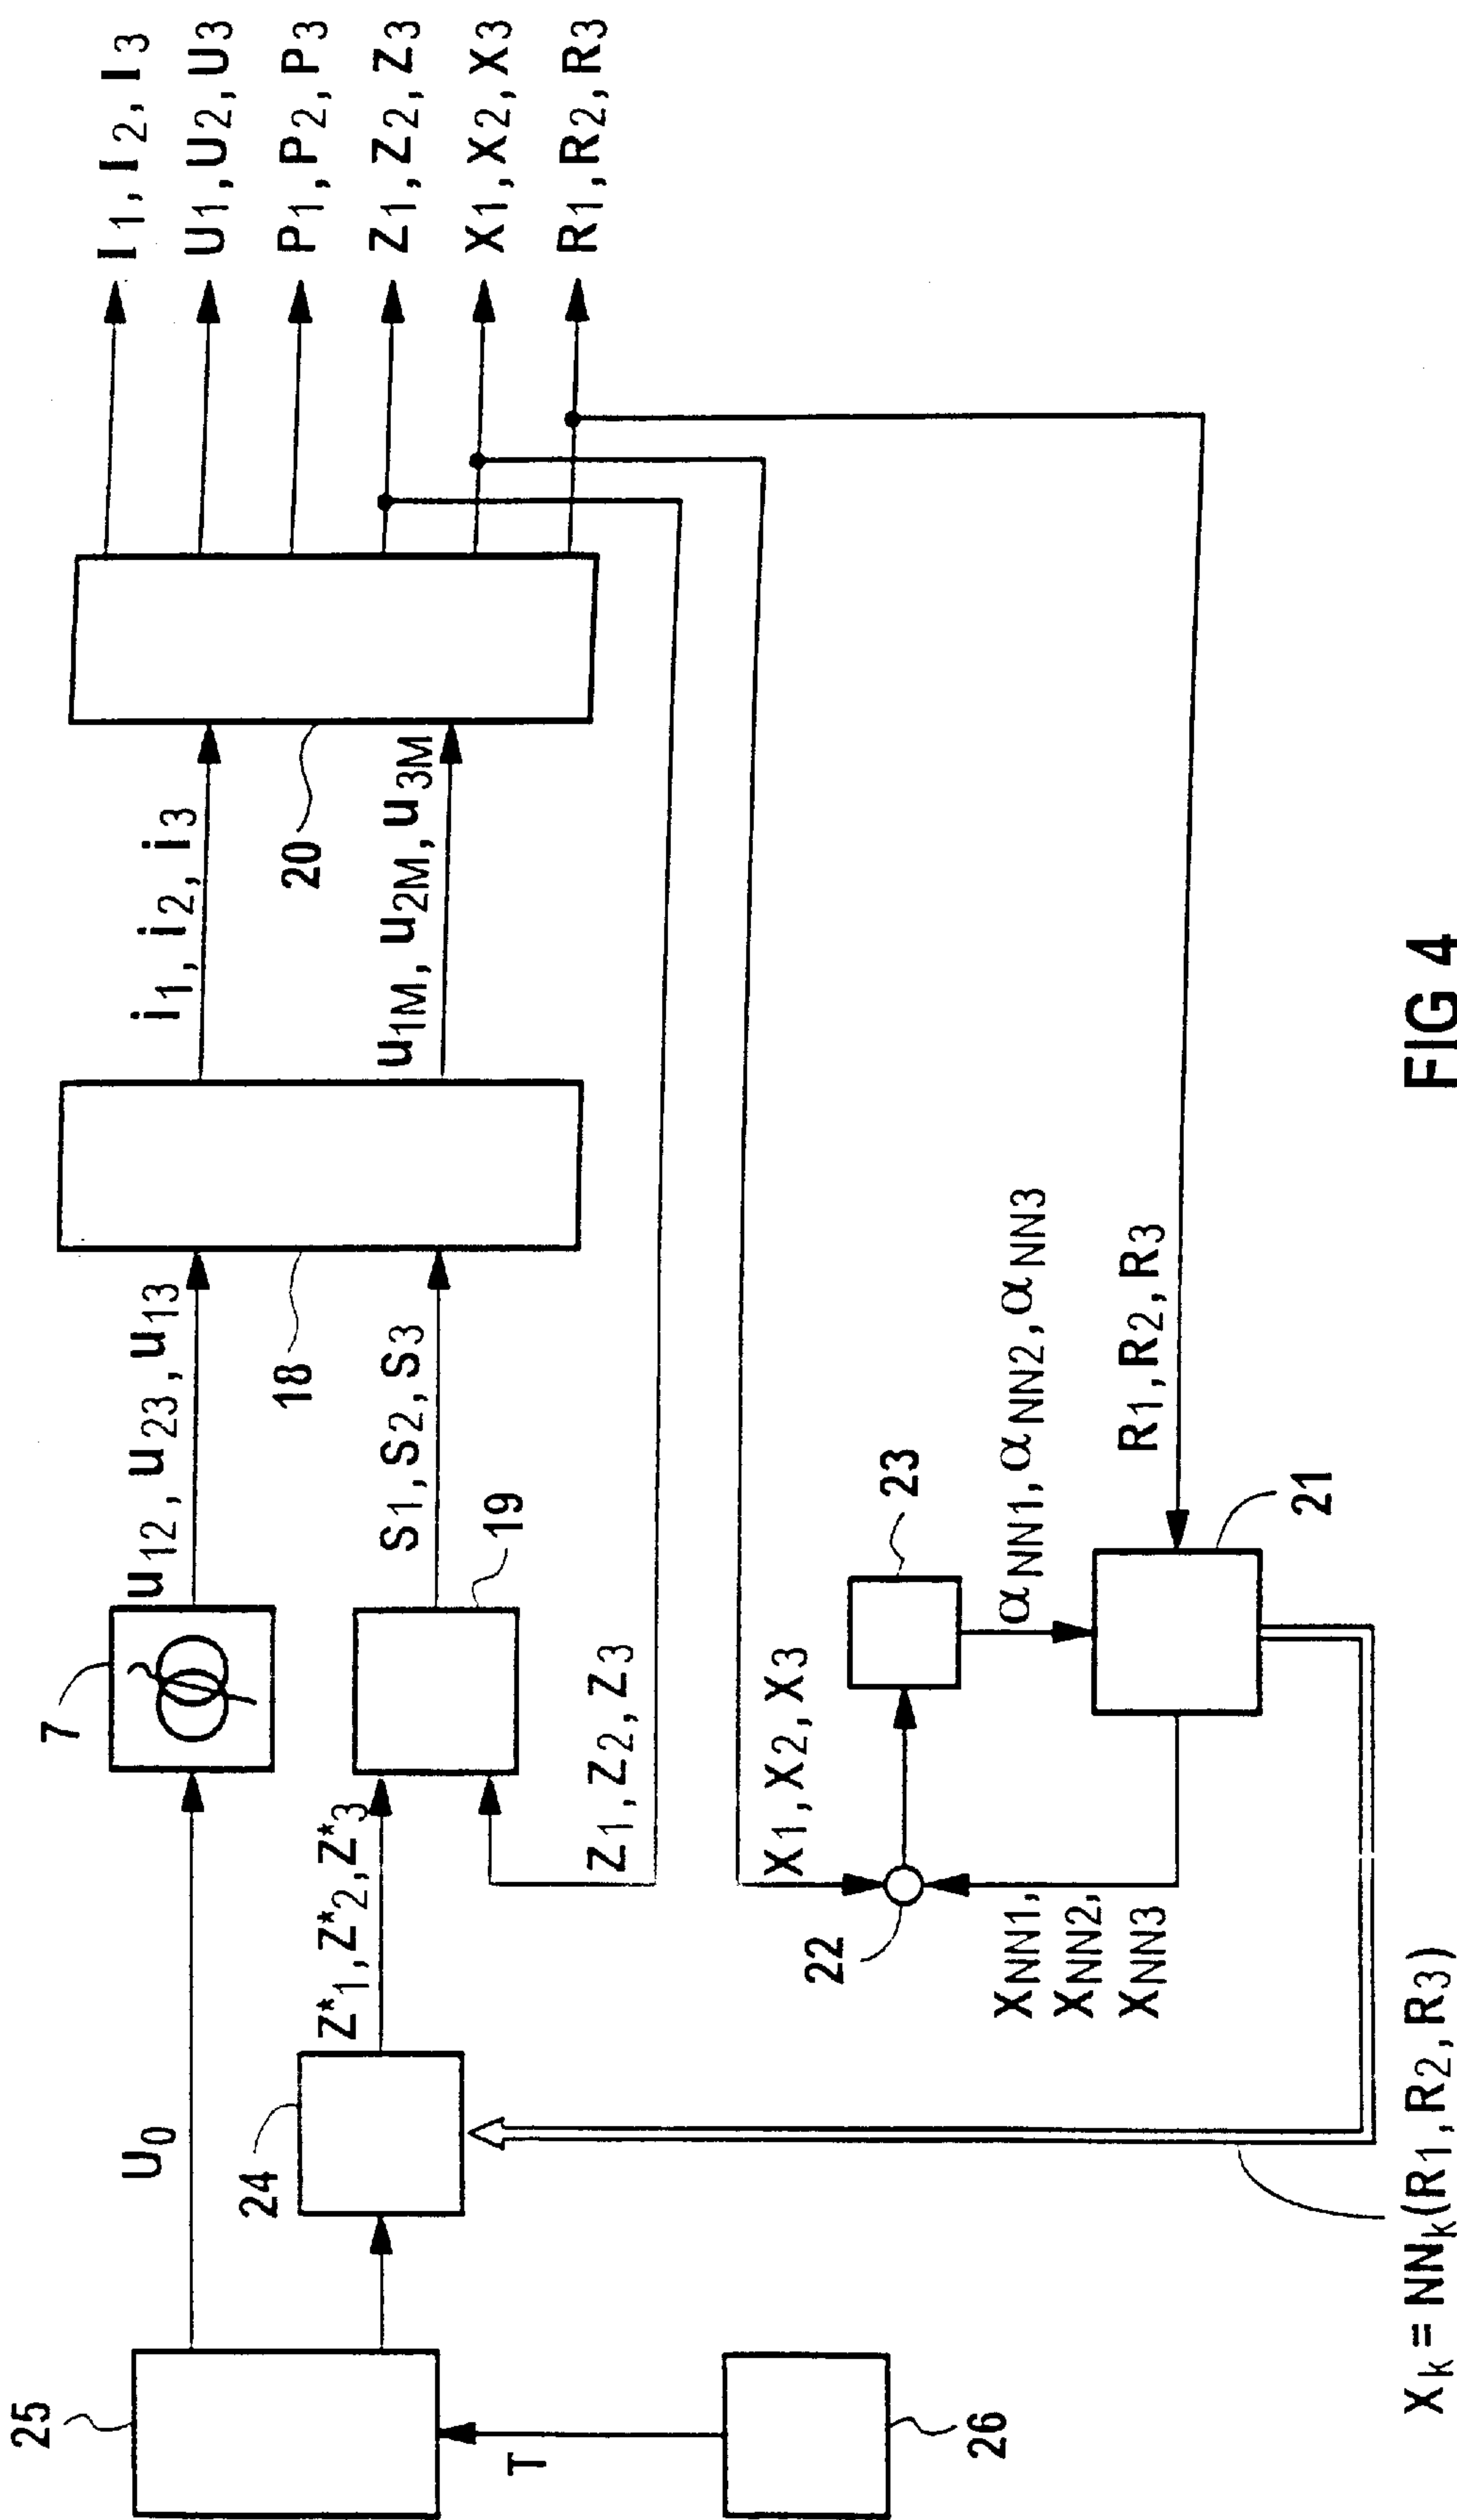 25
U0
7
u12, u23, u13
18
i1, i2, i3
20
I1, I2, I3
U1, U2, U3
P1, P2, P3
Z1, Z2, Z3
X1, X2, X3
R1, R2, R3
24
Z*1, Z*2, Z*3
S1, S2, S3
19
u1M, u2M, u3M
Z1, Z2, Z3
T
26
22
X1, X2, X3
23
XNN1,
XNN2,
XNN3
αNN1, αNN2, αNN3
R1, R2, R3
21
Xk = NNk(R1, R2, R3)
FIG 4